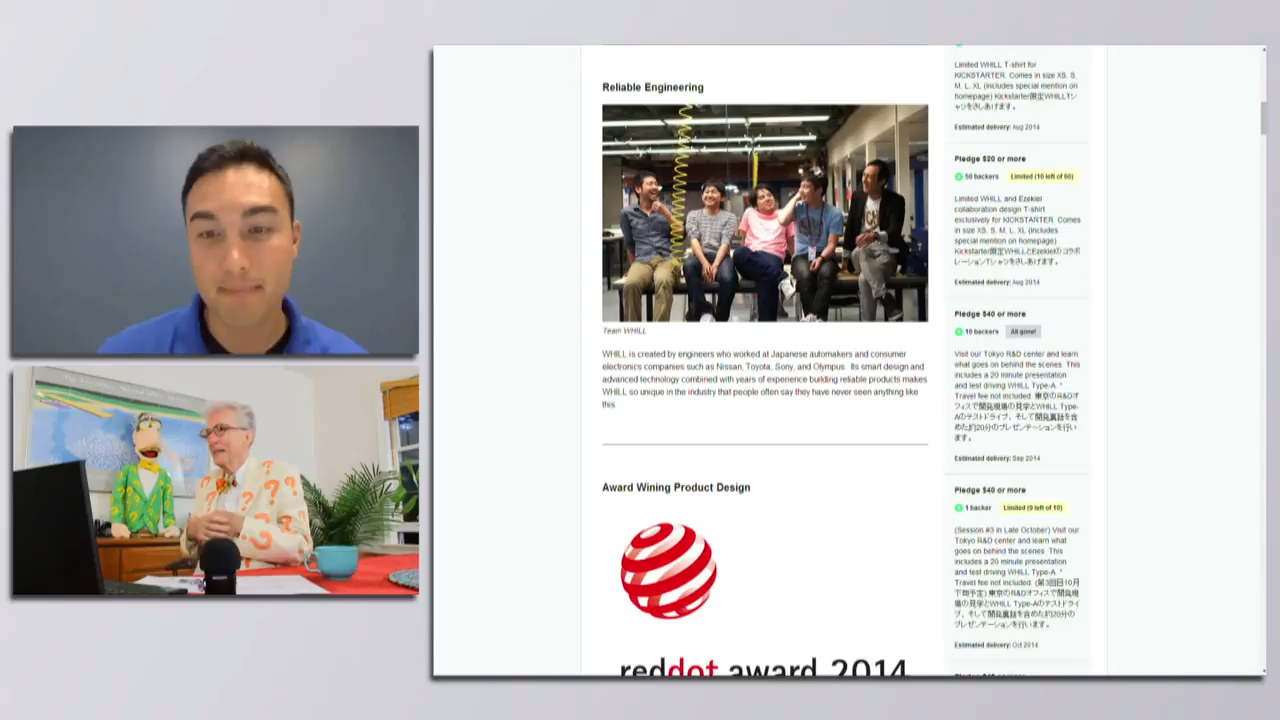 Reliable Engineering
Team WHILL
WHILL is created by engineers who worked at Japanese automakers and consumer
electronics companies such as Nissan, Toyota, Sony, and Olympus. Its smart design and
advanced technology combined with years of experience building reliable products makes
WHILL so unique in the industry that people often say they have never seen anything like
this
Award Wining Product Design
reddot award 2014
Limited WHILL T-shirt for
KICKSTARTER. Comes in size XS, S,
M, L, XL (includes special mention on
homepage) Kickstarter限定WHILLTシ
ャツをさしあげます。
Estimated delivery: Aug 2014
Pledge $20 or more
50 backers Limited (10 left of 60)
Limited WHILL and Ezekiel
collaboration design T-shirt
exclusively for KICKSTARTER. Comes
in size XS, S, M, L, XL (includes
special mention on homepage)
Kickstarter限定WHILLとEzekielのコラボ
レーションTシャツをさしあげます。
Estimated delivery: Aug 2014
Pledge $40 or more
10 backers All gone!
Visit our Tokyo R&D center and learn
what goes on behind the scenes. This
includes a 20 minute presentation
and test driving WHILL Type-A. *
Travel fee not included. 東京のR&Dオ
フィスで開発現場の見学とWHILL Type-
Aのテストドライブ、そして開発裏話を含
めた約20分のプレゼンテーションを行い
ます。
Estimated delivery: Sep 2014
Pledge $40 or more
1 backer Limited (9 left of 10)
(Session #3 in Late October) Visit our
Tokyo R&D center and learn what
goes on behind the scenes. This
includes a 20 minute presentation
and test driving WHILL Type-A. *
Travel fee not included. (第3回目10月
下旬予定) 東京のR&Dオフィスで開発現
場の見学とWHILL Type-Aのテストドライ
ブ、そして開発裏話を含めた約20分の
プレゼンテーションを行います。
Estimated delivery: Oct 2014